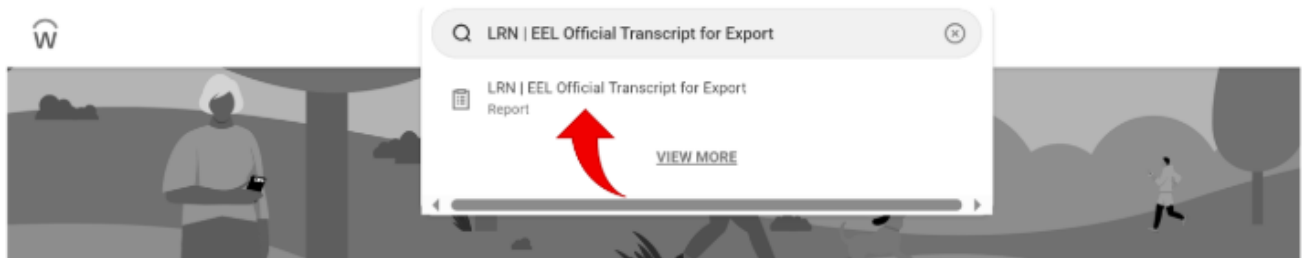 LRN | EEL Official Transcript for Export
LRN | EEL Official Transcript for Export
Report
VIEW MORE